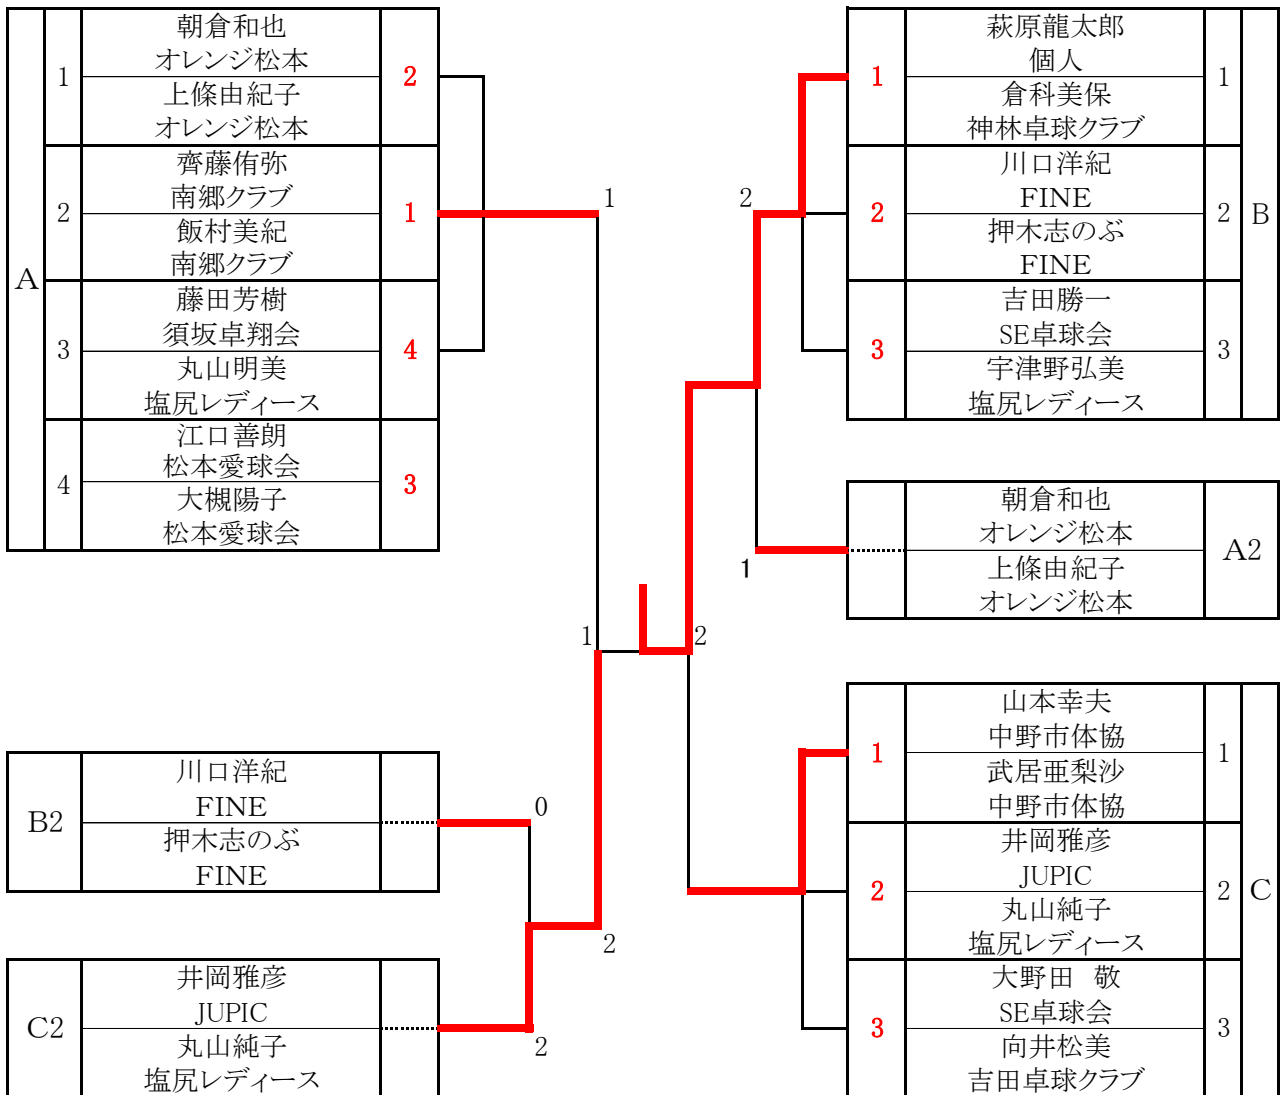 A
1
朝倉和也
オレンジ松本
上條由紀子
オレンジ松本
2
2
齊藤侑弥
南郷クラブ
飯村美紀
南郷クラブ
1
3
藤田芳樹
須坂卓翔会
丸山明美
塩尻レディース
4
4
江口善朗
松本愛球会
大槻陽子
松本愛球会
3
B2
川口洋紀
FINE
押木志のぶ
FINE
C2
井岡雅彦
JUPIC
丸山純子
塩尻レディース
1
1
0
2
2
2
1
2
1
萩原龍太郎
個人
倉科美保
神林卓球クラブ
1
2
川口洋紀
FINE
押木志のぶ
FINE
2
3
吉田勝一
SE卓球会
宇津野弘美
塩尻レディース
3
B
朝倉和也
オレンジ松本
上條由紀子
オレンジ松本
A2
1
山本幸夫
中野市体協
武居亜梨沙
中野市体協
1
2
井岡雅彦
JUPIC
丸山純子
塩尻レディース
2
3
大野田　敬
SE卓球会
向井松美
吉田卓球クラブ
3
C